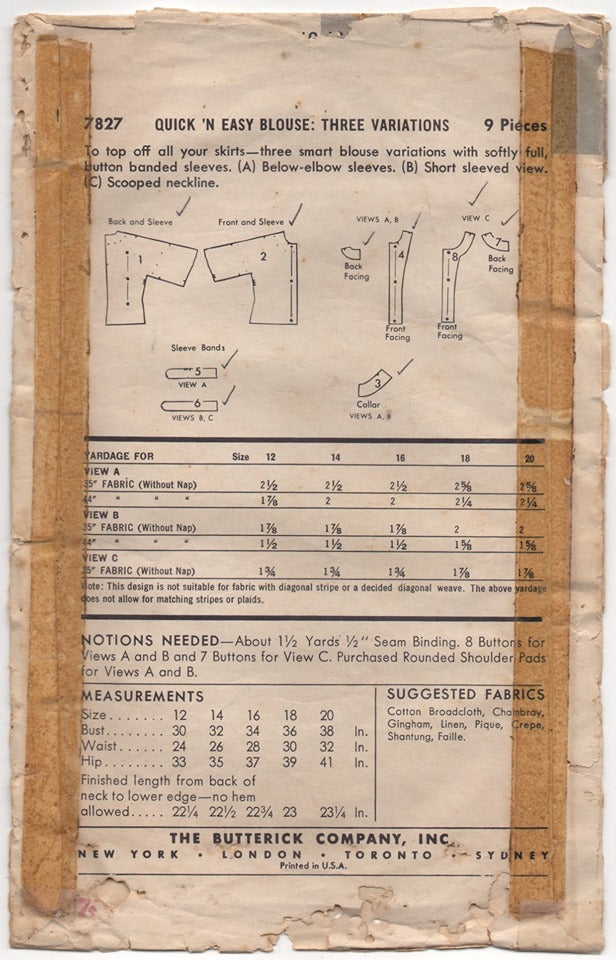 7827 QUICK 'N EASY BLOUSE: THREE VARIATIONS 9 Pieces
To top off all your skirts—three smart blouse variations with softly full,
button banded sleeves. (A) Below-elbow sleeves. (B) Short sleeved view.
(C) Scooped neckline.
Back and Sleeve Front and Sleeve VIEWS A, B VIEW C
1 2 4 8 7
Back Facing Back Facing
Front Facing Front Facing
Sleeve Bands
5
VIEW A
6
VIEWS B, C
3
Collar
VIEWS A, B
YARDAGE FOR Size 12 14 16 18 20
VIEW A
35" FABRIC (Without Nap) 2½ 2½ 2½ 2⅝ 2⅝
44" " " " 1⅞ 2 2 2¼ 2¼
VIEW B
35" FABRIC (Without Nap) 1⅞ 1⅞ 1⅞ 2 2
44" " " " 1½ 1½ 1½ 1⅝ 1⅝
VIEW C
35" FABRIC (Without Nap) 1¾ 1¾ 1¾ 1⅞ 1⅞
Note: This design is not suitable for fabric with diagonal stripe or a decided diagonal weave. The above yardage
does not allow for matching stripes or plaids.
NOTIONS NEEDED—About 1½ Yards ½" Seam Binding. 8 Buttons for
Views A and B and 7 Buttons for View C. Purchased Rounded Shoulder Pads
for Views A and B.
MEASUREMENTS
Size....... 12 14 16 18 20
Bust....... 30 32 34 36 38 In.
Waist...... 24 26 28 30 32 In.
Hip........ 33 35 37 39 41 In.
Finished length from back of
neck to lower edge—no hem
allowed..... 22¼ 22½ 22¾ 23 23¼ In.
SUGGESTED FABRICS
Cotton Broadcloth, Chambray,
Gingham, Linen, Pique, Crepe,
Shantung, Faille.
THE BUTTERICK COMPANY, INC.
NEW YORK • LONDON • TORONTO • SYDNEY
Printed in U.S.A.